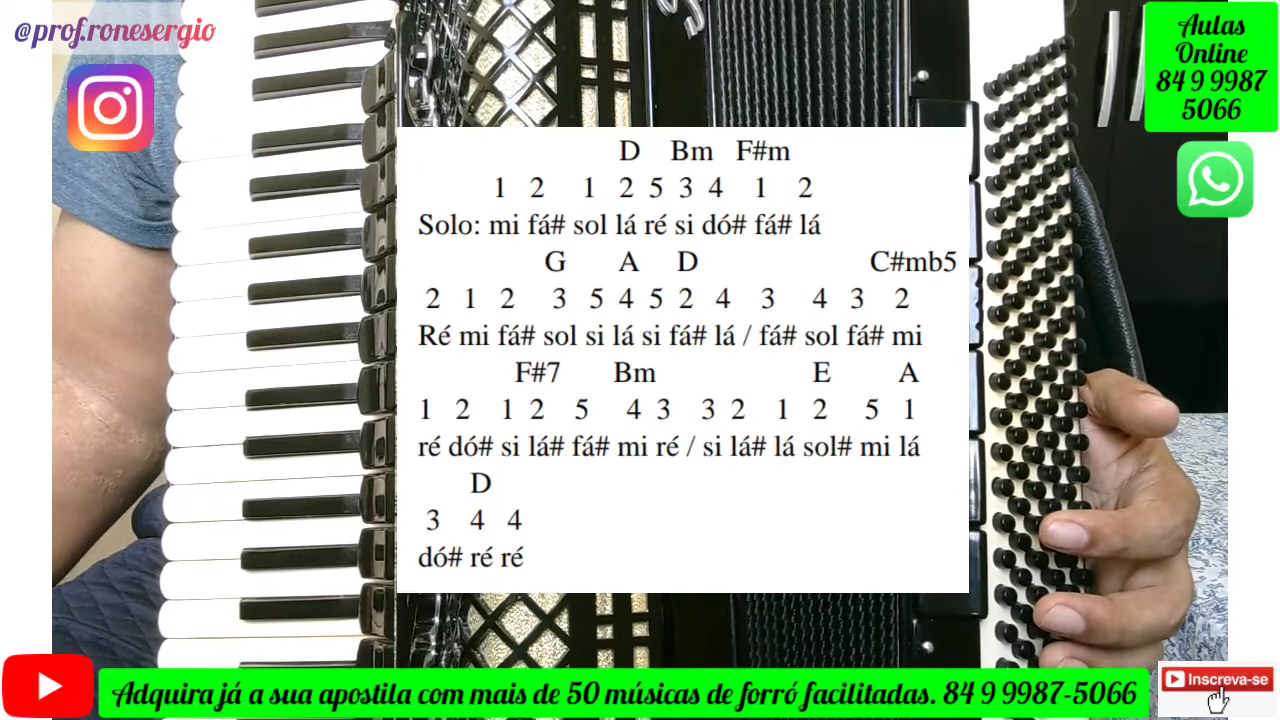 @prof.ronesergio
Aulas
Online
84 9 9987
5066
D Bm F#m
1 2 1 2 5 3 4 1 2
Solo: mi fá# sol lá ré si dó# fá# lá
G A D C#mb5
2 1 2 3 5 4 5 2 4 3 4 3 2
Ré mi fá# sol si lá si fá# lá / fá# sol fá# mi
F#7 Bm E A
1 2 1 2 5 4 3 3 2 1 2 5 1
ré dó# si lá# fá# mi ré / si lá# lá sol# mi lá
D
3 4 4
dó# ré ré
Adquira já a sua apostila com mais de 50 músicas de forró facilitadas. 84 9 9987-5066
Inscreva-se